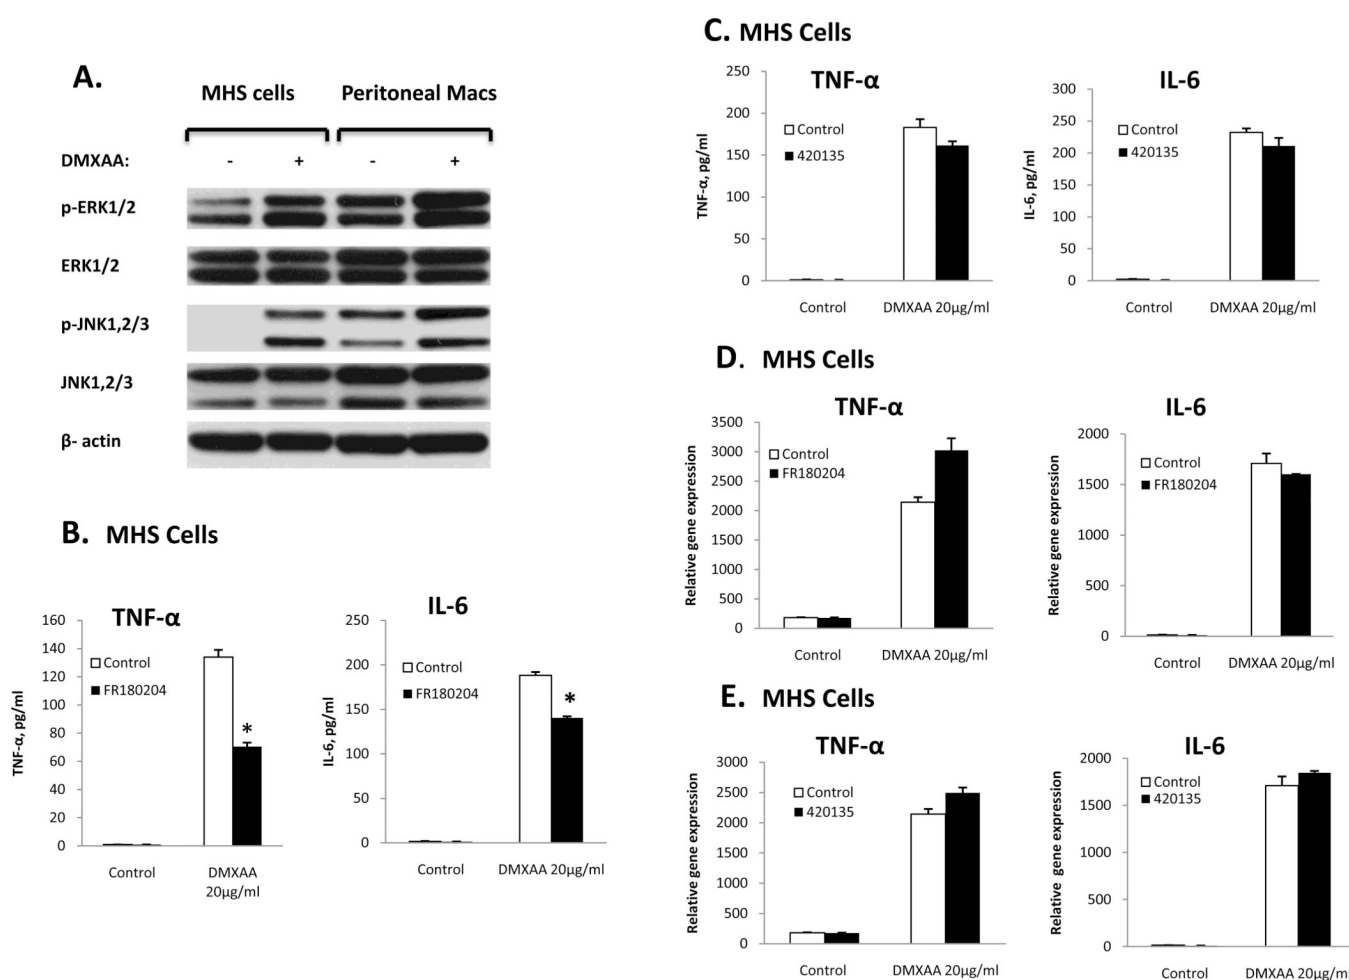 A.
MHS cells Peritoneal Macs
DMXAA: - + - +
p-ERK1/2
ERK1/2
p-JNK1,2/3
JNK1,2/3
β- actin
B. MHS Cells
TNF-α
160
140
120
100
80
60
40
20
0
TNF-α, pg/ml
Control
FR180204
*
Control
DMXAA
20μg/ml
IL-6
250
200
150
100
50
0
IL-6, pg/ml
Control
FR180204
*
Control
DMXAA 20μg/ml
C. MHS Cells
TNF-α
250
200
150
100
50
0
TNF-α, pg/ml
Control
420135
Control
DMXAA 20μg/ml
IL-6
300
250
200
150
100
50
0
IL-6, pg/ml
Control
420135
Control
DMXAA 20μg/ml
D. MHS Cells
TNF-α
3500
3000
2500
2000
1500
1000
500
0
Relative gene expression
Control
FR180204
Control
DMXAA 20μg/ml
IL-6
2000
1500
1000
500
0
Relative gene expression
Control
FR180204
Control
DMXAA 20μg/ml
E. MHS Cells
TNF-α
3000
2500
2000
1500
1000
500
0
Relative gene expression
Control
420135
Control
DMXAA 20μg/ml
IL-6
2000
1500
1000
500
0
Relative gene expression
Control
420135
Control
DMXAA 20μg/m